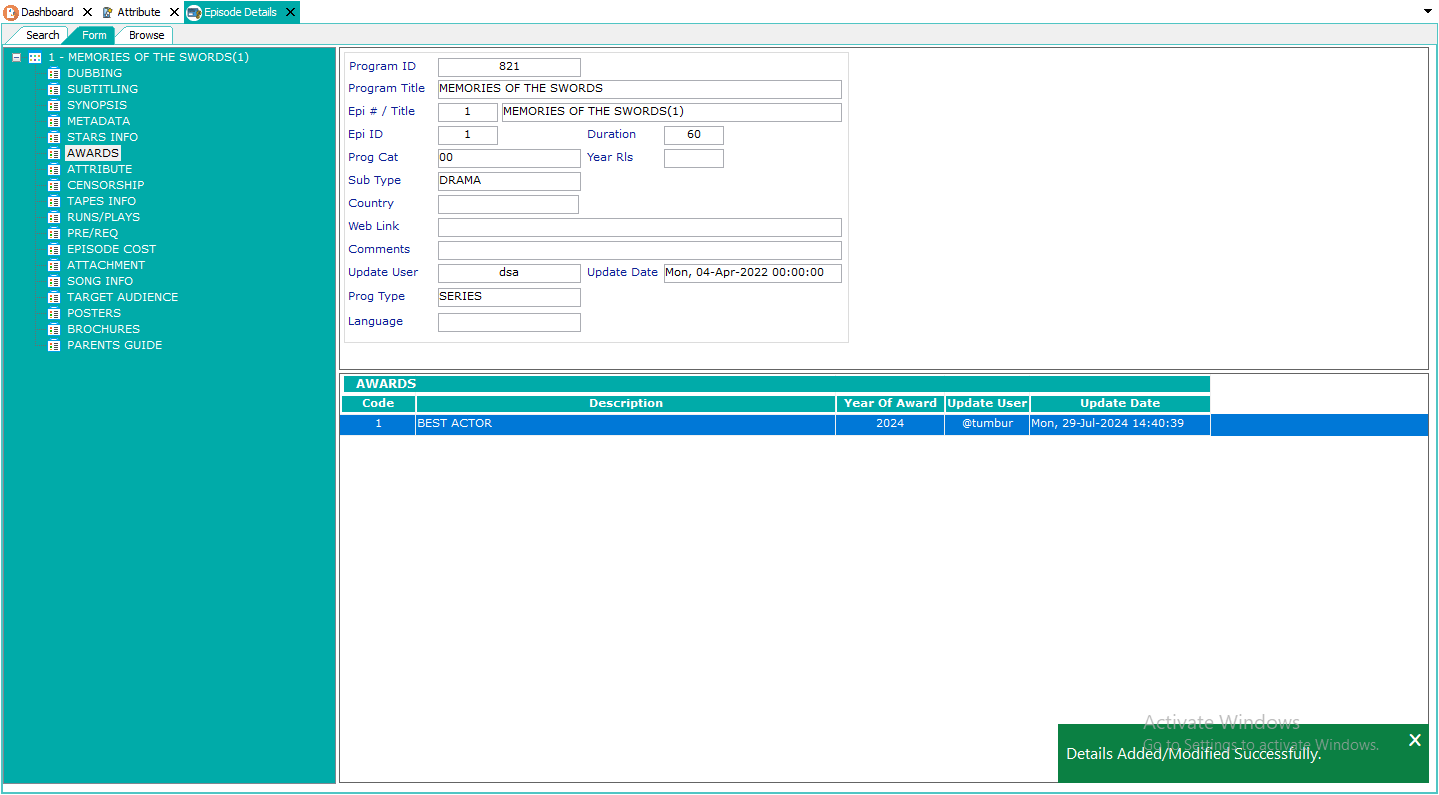 Dashboard Attribute Episode Details
Search Form Browse
1 - MEMORIES OF THE SWORDS(1)
DUBBING
SUBTITLING
SYNOPSIS
METADATA
STARS INFO
AWARDS
ATTRIBUTE
CENSORSHIP
TAPES INFO
RUNS/PLAYS
PRE/REQ
EPISODE COST
ATTACHMENT
SONG INFO
TARGET AUDIENCE
POSTERS
BROCHURES
PARENTS GUIDE
Program ID 821
Program Title MEMORIES OF THE SWORDS
Epi # / Title 1 MEMORIES OF THE SWORDS(1)
Epi ID 1 Duration 60
Prog Cat 00 Year Rls
Sub Type DRAMA
Country
Web Link
Comments
Update User dsa Update Date Mon, 04-Apr-2022 00:00:00
Prog Type SERIES
Language
AWARDS
Code Description Year Of Award Update User Update Date
1 BEST ACTOR 2024 @tumbur Mon, 29-Jul-2024 14:40:39
Activate Windows
Go to Settings to activate Windows.
Details Added/Modified Successfully.